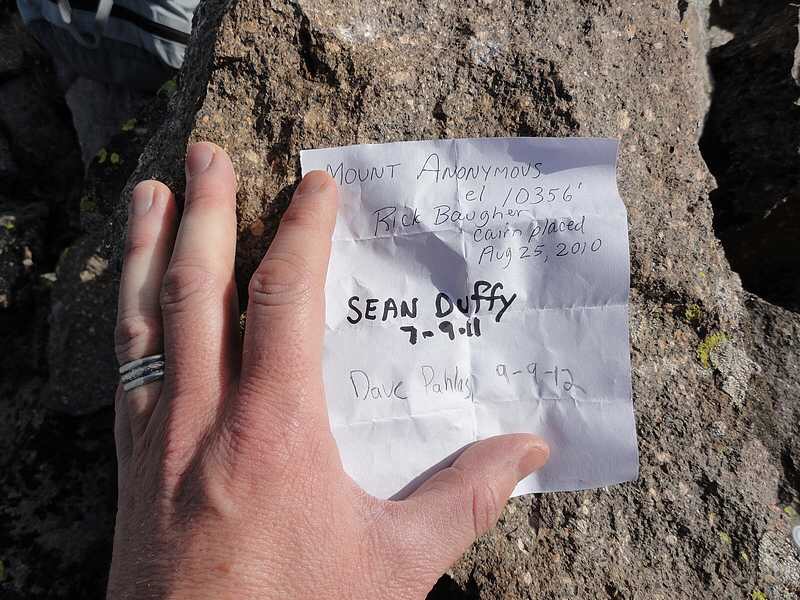 MOUNT ANONYMOUS
el 10356'
Rick Baugher
cairn placed
Aug 25, 2010
SEAN Duffy
7-9-11
Dave Pahlas 9-9-12